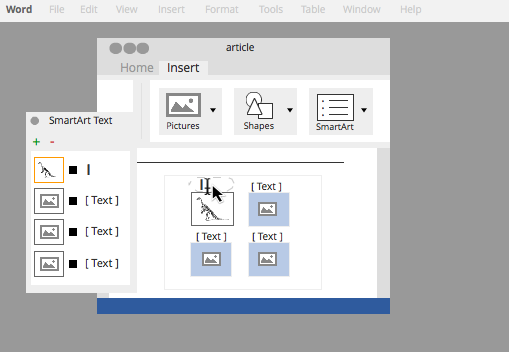 Word File Edit View Insert Format Tools Table Window Help
article
Home Insert
Pictures Shapes SmartArt
SmartArt Text
+ -
[ Text ]
[ Text ]
[ Text ]
[ Text ]
[ Text ] [ Text ]